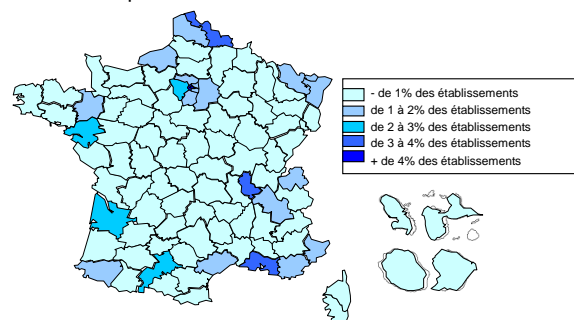 - de 1% des établissements
de 1 à 2% des établissements
de 2 à 3% des établissements
de 3 à 4% des établissements
+ de 4% des établissements